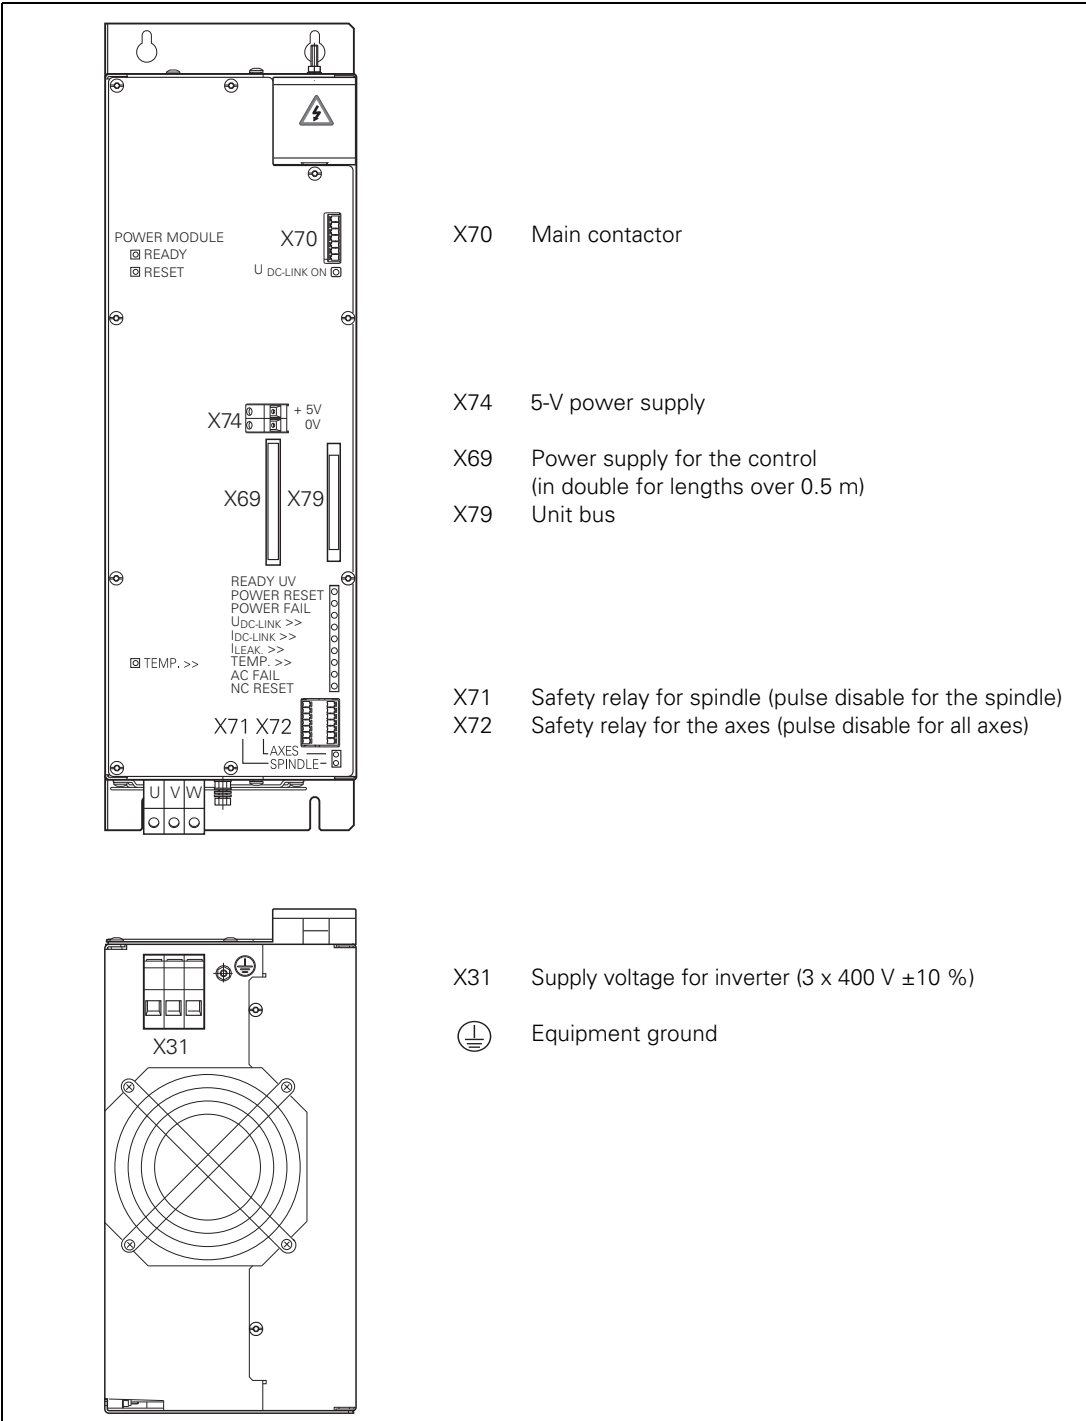 POWER MODULE
READY
RESET
X70
U DC-LINK ON
X70 Main contactor
X74
+ 5V
0V
X74 5-V power supply
X69 X79
X69 Power supply for the control
(in double for lengths over 0.5 m)
X79 Unit bus
READY UV
POWER RESET
POWER FAIL
UDC-LINK >>
IDC-LINK >>
ILEAK. >>
TEMP. >>
TEMP. >>
AC FAIL
NC RESET
X71 X72
AXES
SPINDLE
X71 Safety relay for spindle (pulse disable for the spindle)
X72 Safety relay for the axes (pulse disable for all axes)
U V W
X31
X31 Supply voltage for inverter (3 x 400 V ±10 %)
Equipment ground